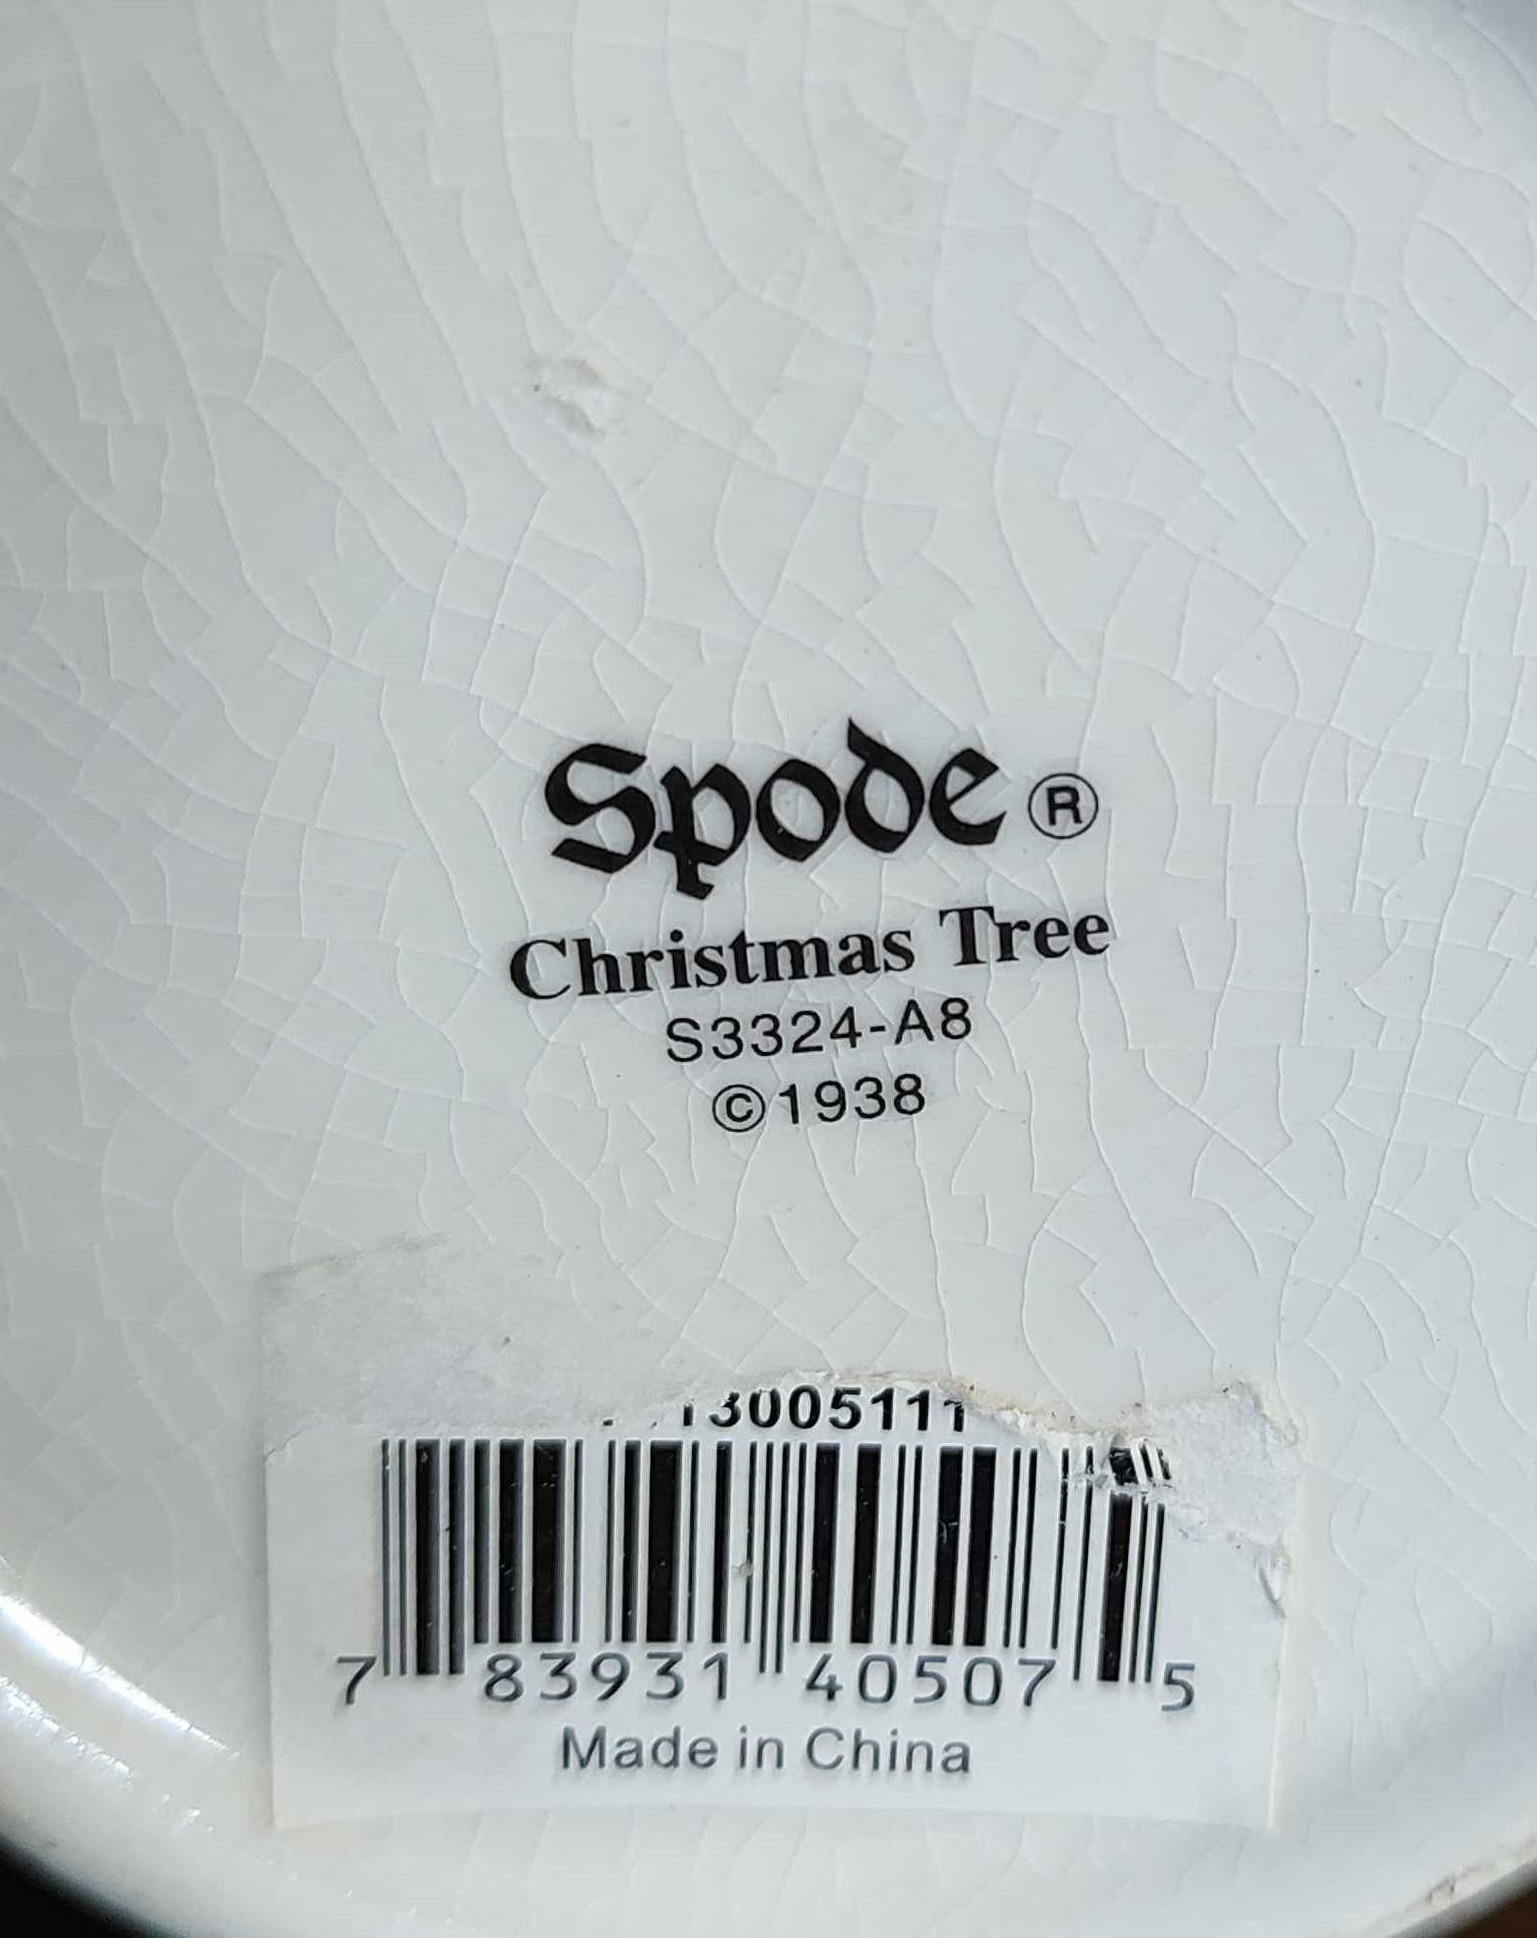 Spode ®
Christmas Tree
S3324-A8
©1938
13005111
7 83931 40507 5
Made in China